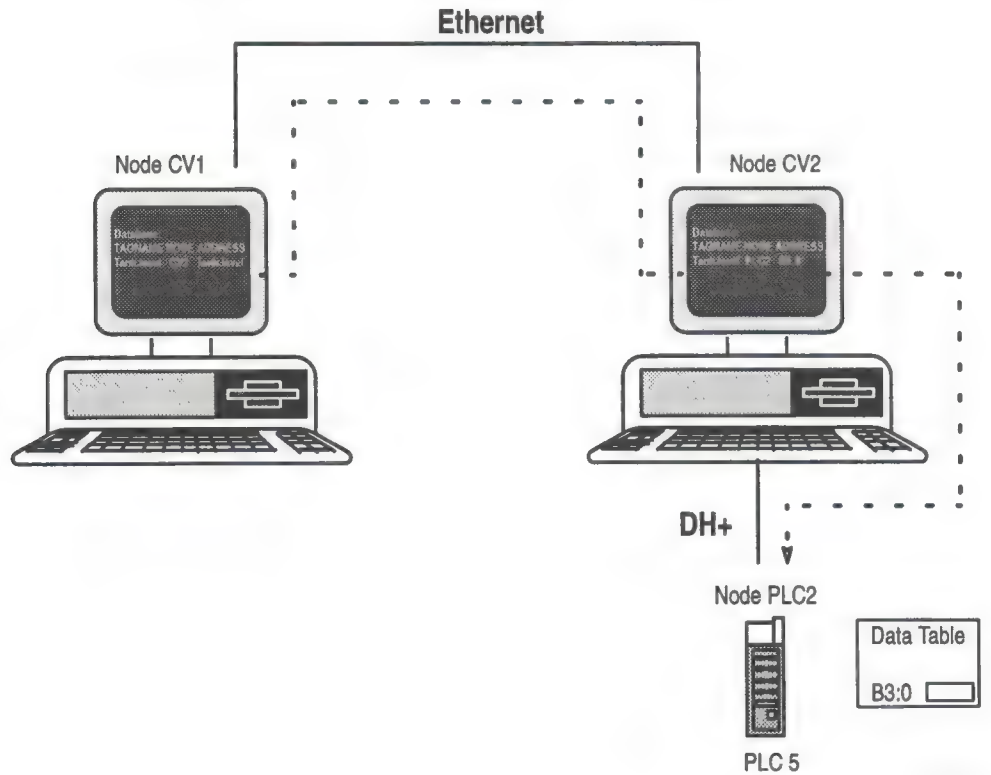 Ethernet
Node CV1
Node CV2
Database
TAGNAME NODE ADDRESS
Database
TAGNAME NODE ADDRESS
DH+
Node PLC2
Data Table
B3:0
PLC 5